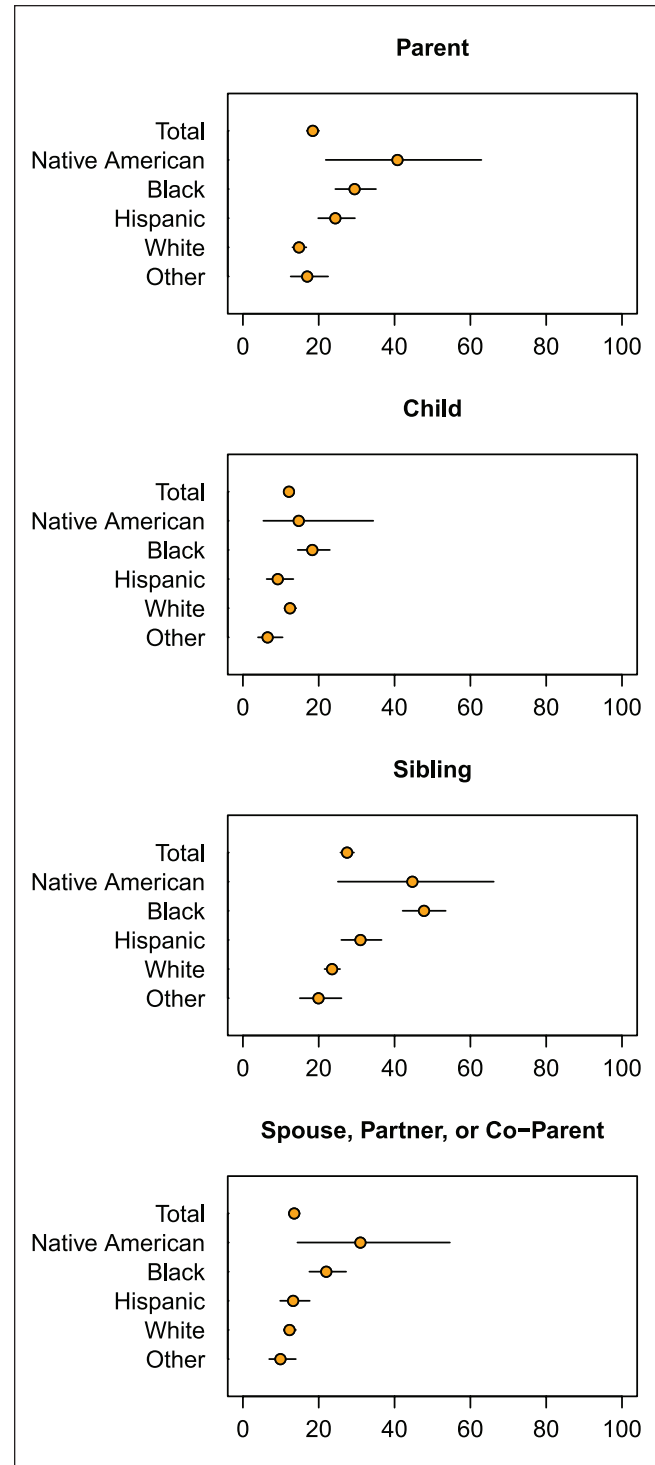 Parent
Total
Native American
Black
Hispanic
White
Other
0 20 40 60 80 100
Child
Total
Native American
Black
Hispanic
White
Other
0 20 40 60 80 100
Sibling
Total
Native American
Black
Hispanic
White
Other
0 20 40 60 80 100
Spouse, Partner, or Co−Parent
Total
Native American
Black
Hispanic
White
Other
0 20 40 60 80 100